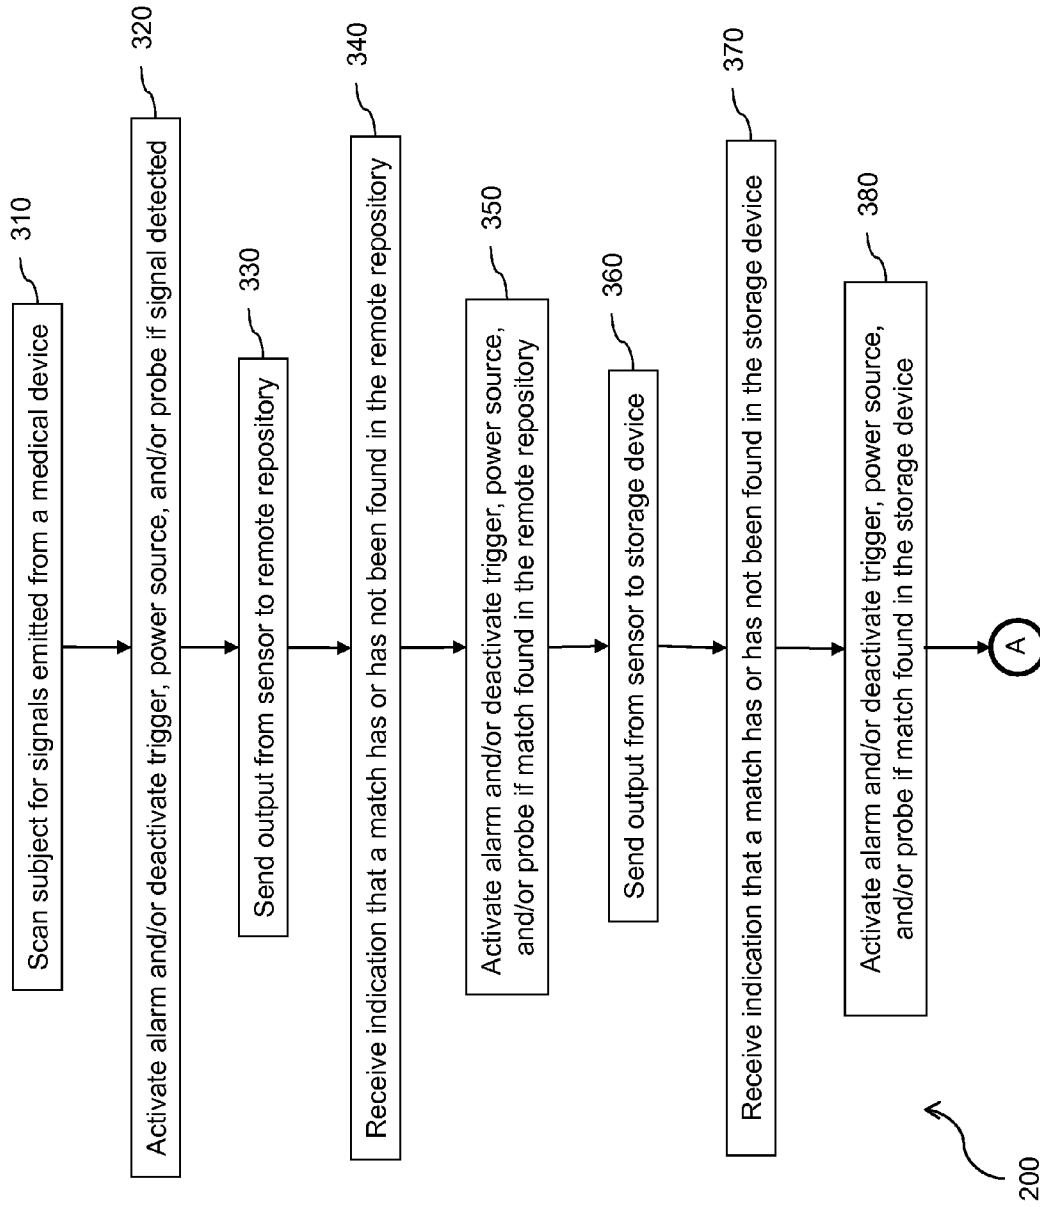 310
Scan subject for signals emitted from a medical device
320
Activate alarm and/or deactivate trigger, power source, and/or probe if signal detected
330
Send output from sensor to remote repository
340
Receive indication that a match has or has not been found in the remote repository
350
Activate alarm and/or deactivate trigger, power source,
and/or probe if match found in the remote repository
360
Send output from sensor to storage device
370
Receive indication that a match has or has not been found in the storage device
380
Activate alarm and/or deactivate trigger, power source,
and/or probe if match found in the storage device
A
200